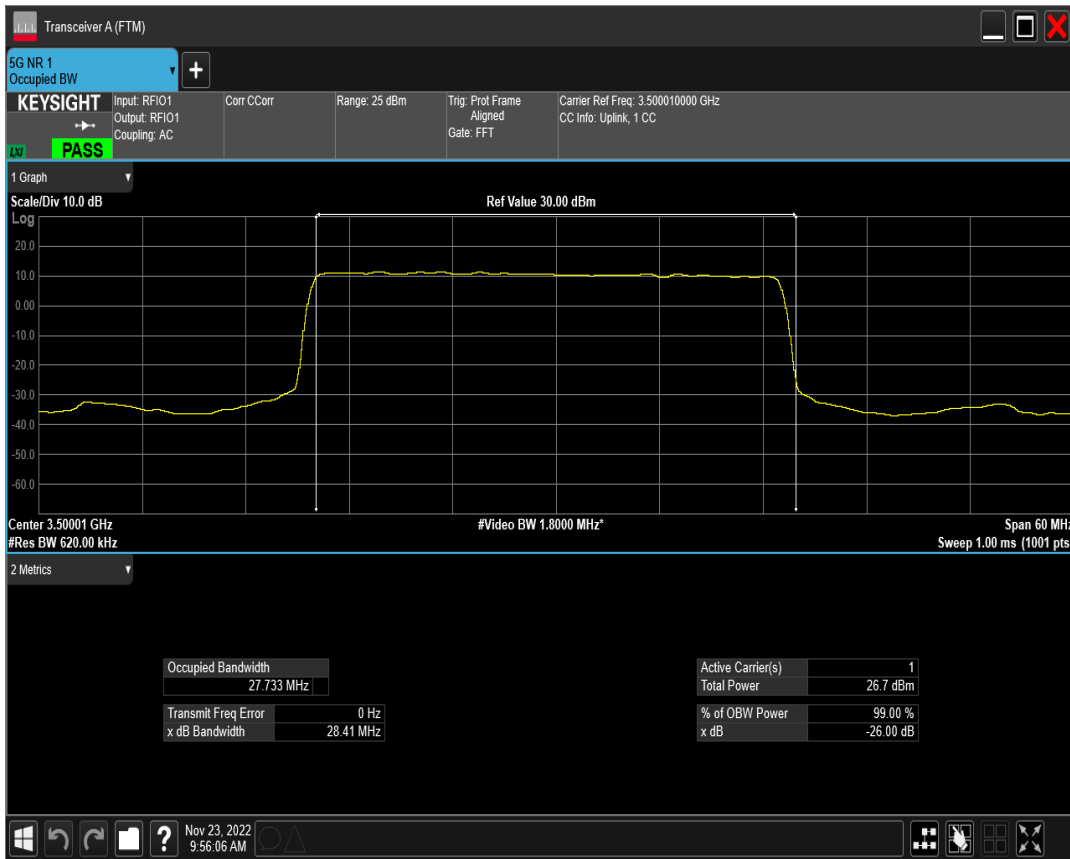 Transceiver A (FTM)
5G NR 1
Occupied BW
+
KEYSIGHT
LXI
PASS
Input: RFIO1
Output: RFIO1
Coupling: AC
Corr CCorr
Range: 25 dBm
Trig: Prot Frame
Aligned
Gate: FFT
Carrier Ref Freq: 3.500010000 GHz
CC Info: Uplink, 1 CC
1 Graph
Scale/Div 10.0 dB
Ref Value 30.00 dBm
Log
20.0
10.0
0.00
-10.0
-20.0
-30.0
-40.0
-50.0
-60.0
Center 3.50001 GHz
#Video BW 1.8000 MHz*
Span 60 MHz
#Res BW 620.00 kHz
Sweep 1.00 ms (1001 pts
2 Metrics
Occupied Bandwidth
27.733 MHz
Transmit Freq Error 0 Hz
x dB Bandwidth 28.41 MHz
Active Carrier(s) 1
Total Power 26.7 dBm
% of OBW Power 99.00 %
x dB -26.00 dB
?
Nov 23, 2022
9:56:06 AM